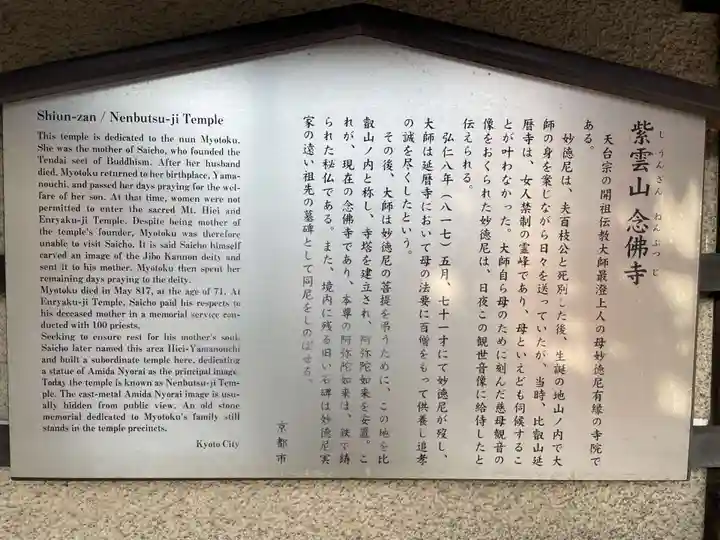 Shiun-zan / Nenbutsu-ji Temple
This temple is dedicated to the nun Myotoku.
She was the mother of Saicho, who founded the
Tendai sect of Buddhism. After her husband
died, Myotoku returned to her birthplace, Yama-
nouchi, and passed her days praying for the wel-
fare of her son. At that time, women were not
permitted to enter the sacred Mt. Hiei and
Enryaku-ji Temple. Despite being mother of
the temple's founder, Myotoku was therefore
unable to visit Saicho. It is said Saicho himself
carved an image of the Jibo Kannon deity and
sent it to his mother. Myotoku then spent her
remaining days praying to the deity.
Myotoku died in May 817, at the age of 71. At
Enryaku-ji Temple, Saicho paid his respects to
his deceased mother in a memorial service con-
ducted with 100 priests.
Seeking to ensure rest for his mother's soul,
Saicho later named this area Hiei-Yamanouchi
and built a subordinate temple here, dedicating
a statue of Amida Nyorai as the principal image.
Today the temple is known as Nenbutsu-ji Tem-
ple. The cast-metal Amida Nyorai image is usu-
ally hidden from public view. An old stone
memorial dedicated to Myotoku's family still
stands in the temple precincts.
Kyoto City
紫雲山 念佛寺
しうんざん ねんぶつじ
天台宗の開祖伝教大師最澄上人の母妙徳尼有縁の寺院で
ある。
妙徳尼は、夫百枝公と死別した後、生誕の地山ノ内で大
師の身を案じながら日々を送っていたが、当時、比叡山延
暦寺は、女人禁制の霊峰であり、母といえども伺候するこ
とが叶わなかった。大師自ら母のために刻んだ慈母観音の
像をおくられた妙徳尼は、日夜この観世音像に給侍したと
伝えられる。
弘仁八年(八一七)五月、七十一才にて妙徳尼が歿し、
大師は延暦寺において母の法要に百僧をもって供養し追孝
の誠を尽くしたという。
その後、大師は妙徳尼の菩提を弔うために、この地を比
叡山ノ内と称し、寺塔を建立され、阿弥陀如来を安置。こ
れが、現在の念佛寺であり、本尊の阿弥陀如来は、鉄で鋳
られた秘仏である。また、境内に残る旧い石碑は妙徳尼実
家の遠い祖先の墓碑として同尼をしのばせる。
京都市